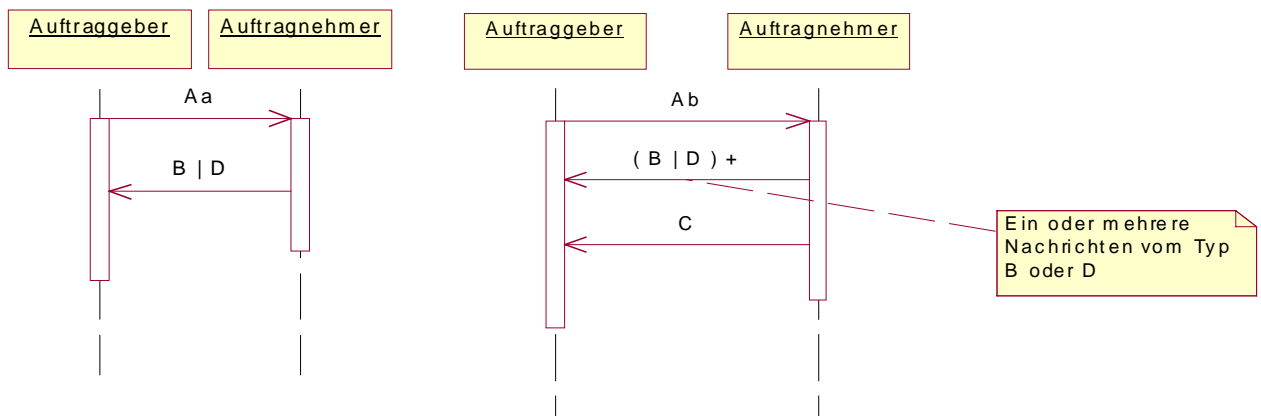 Auftraggeber Auftragnehmer
Auftraggeber Auftragnehmer
Aa
B | D
Ab
( B | D ) +
C
Ein oder mehrere
Nachrichten vom Typ
B oder D